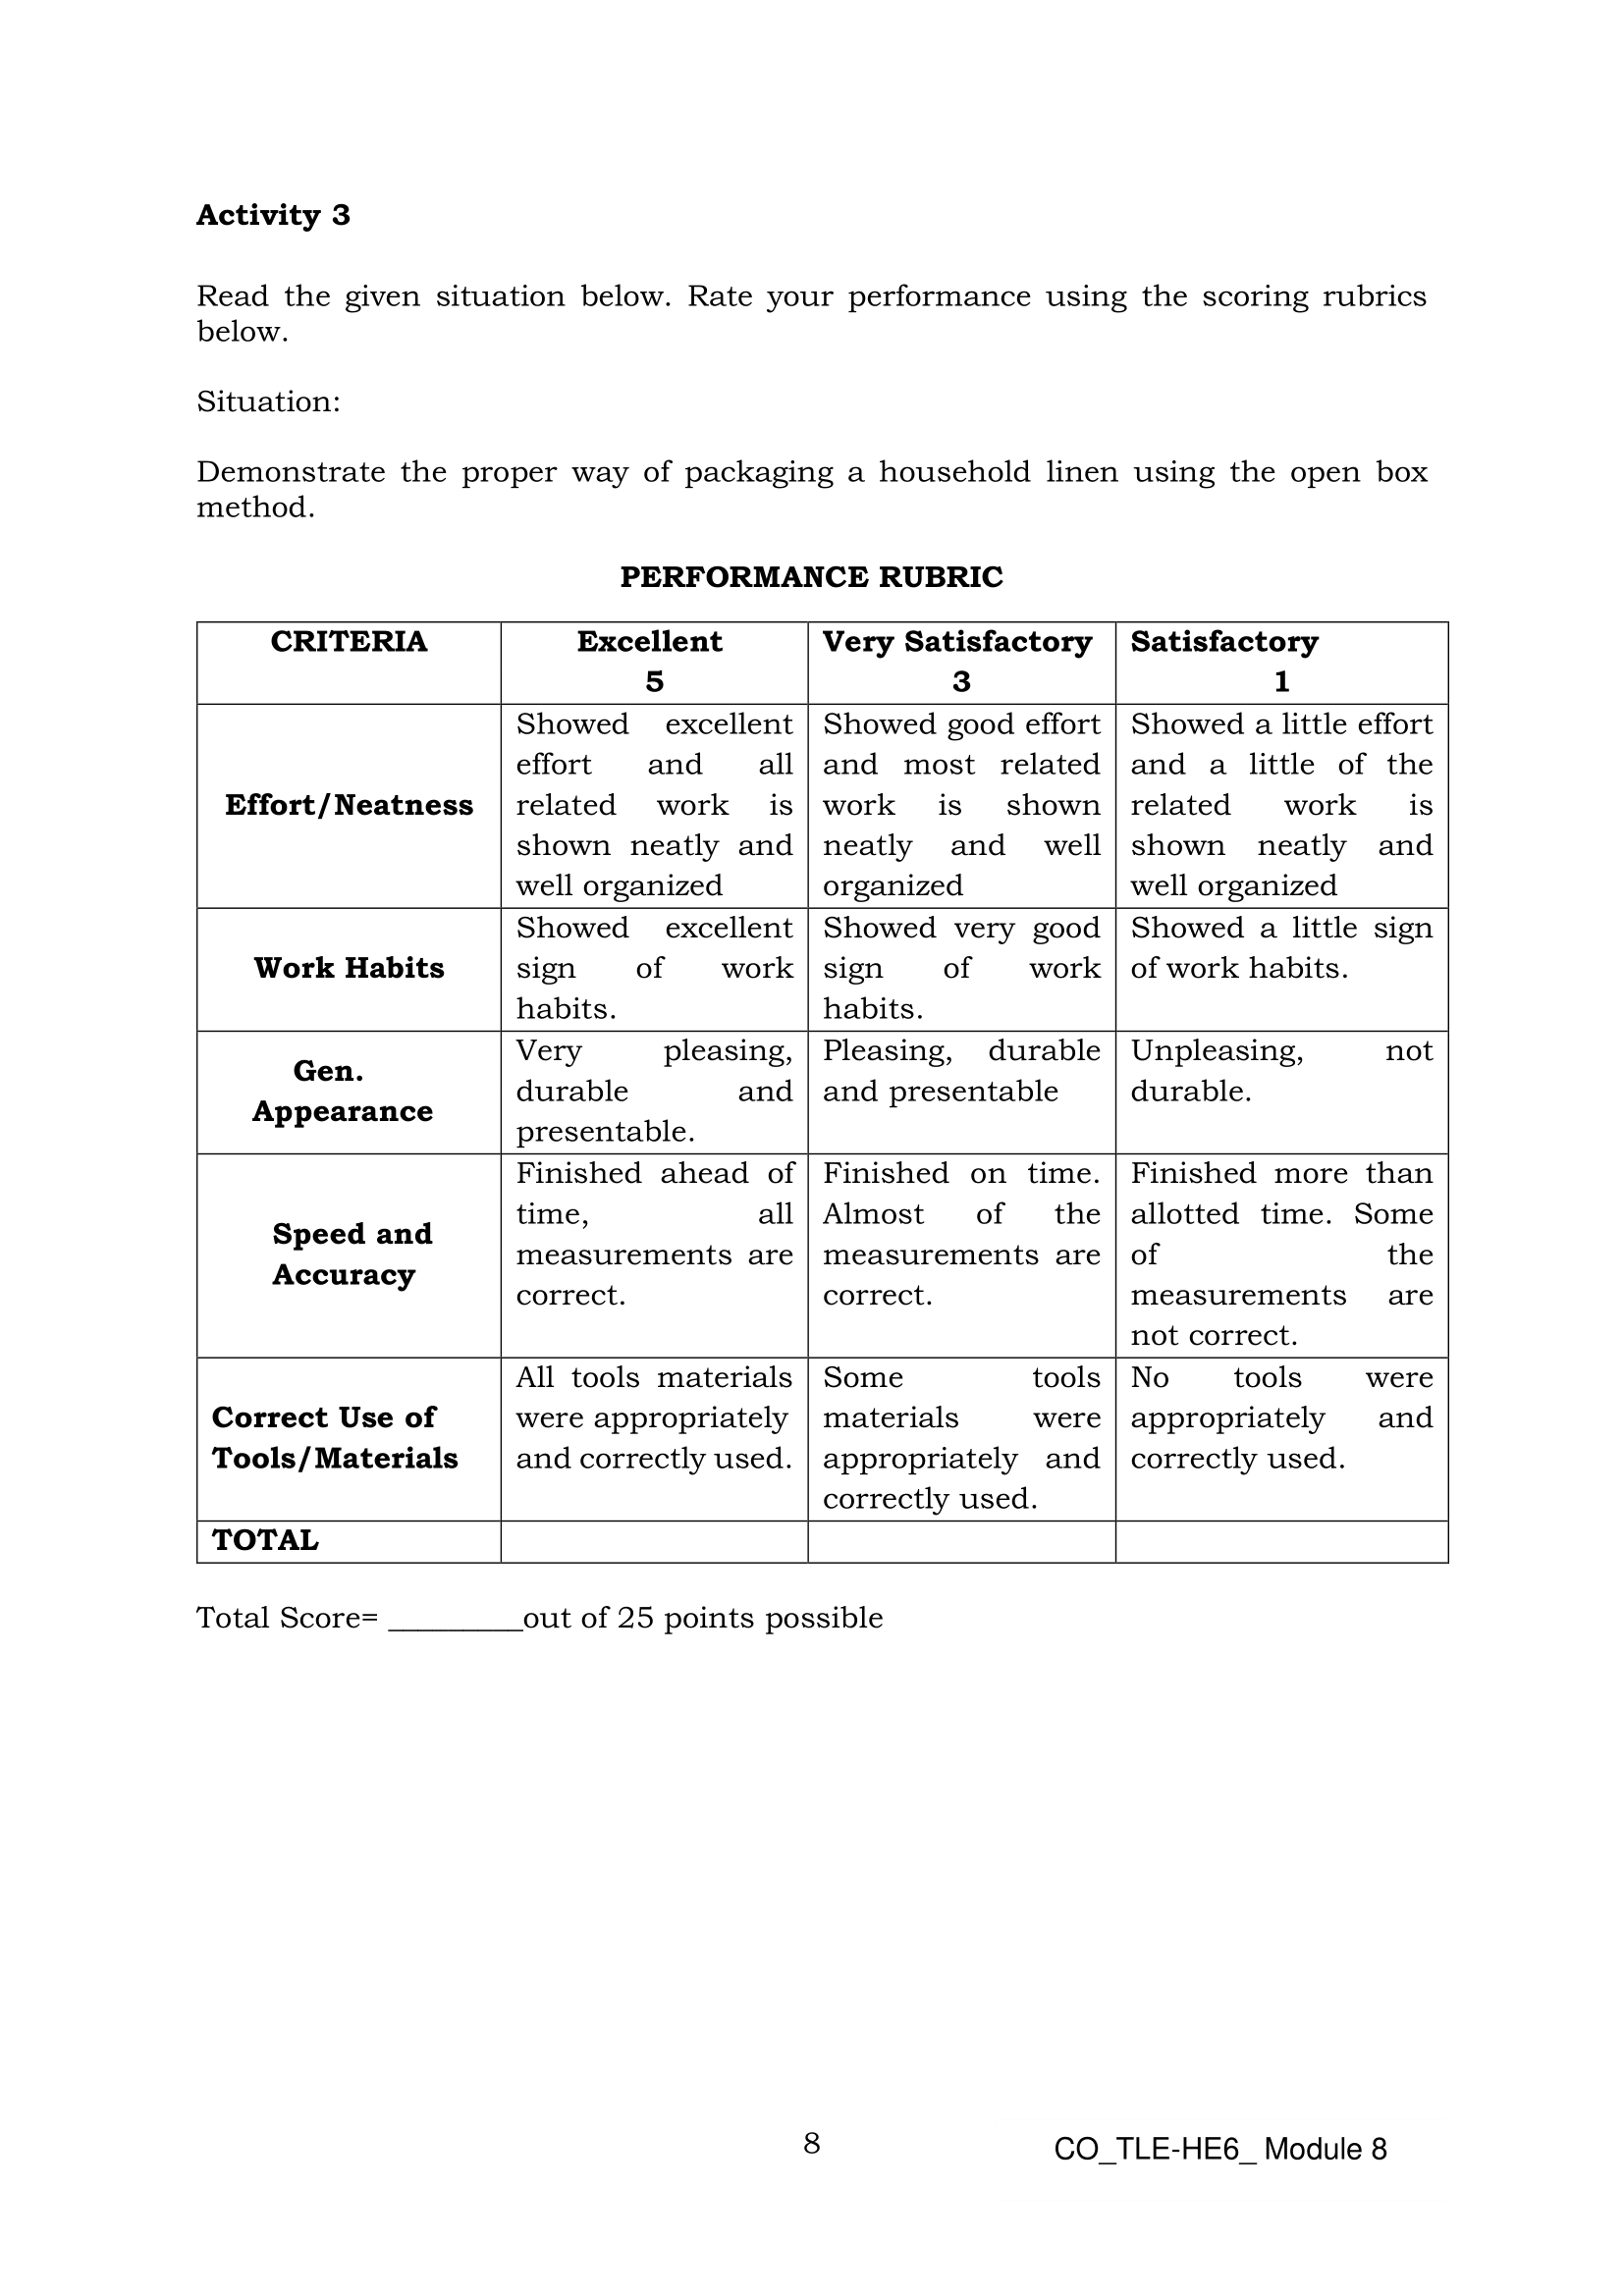 Activity 3
Read the given situation below. Rate your performance using the scoring rubrics
below.
Situation:
Demonstrate the proper way of packaging a household linen using the open box
method.
PERFORMANCE RUBRIC
CRITERIA
Excellent
5
Very Satisfactory
3
Satisfactory
1
Effort/Neatness
Showed excellent
effort and all
related work is
shown neatly and
well organized
Showed good effort
and most related
work is shown
neatly and well
organized
Showed a little effort
and a little of the
related work is
shown neatly and
well organized
Work Habits
Showed excellent
sign of work
habits.
Showed very good
sign of work
habits.
Showed a little sign
of work habits.
Gen.
Appearance
Very pleasing,
durable and
presentable.
Pleasing, durable
and presentable
Unpleasing, not
durable.
Speed and
Accuracy
Finished ahead of
time, all
measurements are
correct.
Finished on time.
Almost of the
measurements are
correct.
Finished more than
allotted time. Some
of the
measurements are
not correct.
Correct Use of
Tools/Materials
All tools materials
were appropriately
and correctly used.
Some tools
materials were
appropriately and
correctly used.
No tools were
appropriately and
correctly used.
TOTAL
Total Score= _________out of 25 points possible
8
CO_TLE-HE6_ Module 8